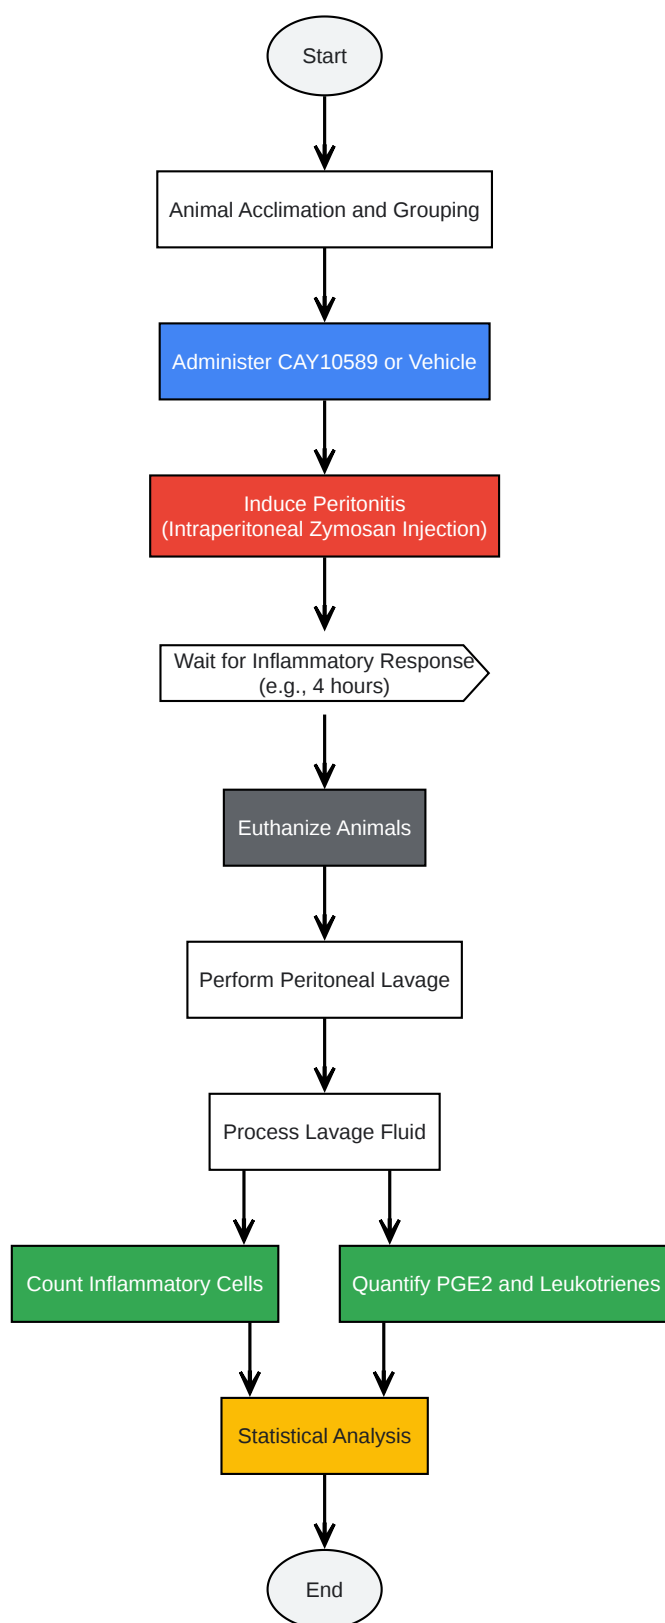 Start
Animal Acclimation and Grouping
Administer CAY10589 or Vehicle
Induce Peritonitis
(Intraperitoneal Zymosan Injection)
Wait for Inflammatory Response
(e.g., 4 hours)
Euthanize Animals
Perform Peritoneal Lavage
Process Lavage Fluid
Count Inflammatory Cells
Quantify PGE2 and Leukotrienes
Statistical Analysis
End